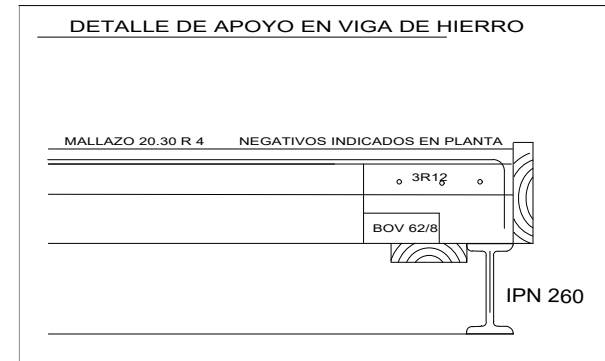 DETALLE DE APOYO EN VIGA DE HIERRO
MALLAZO 20.30 R 4 NEGATIVOS INDICADOS EN PLANTA
3R12
BOV 62/8
IPN 260